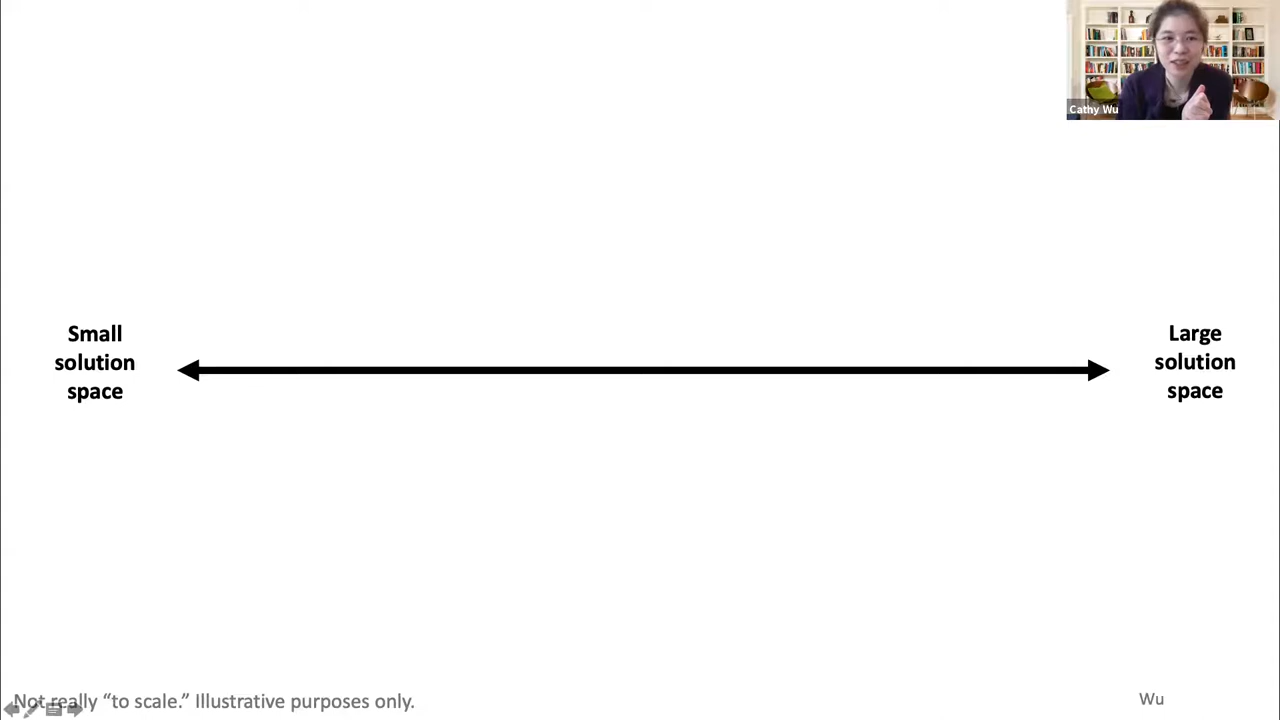 Cathy Wu
Small
solution
space
Large
solution
space
Not really “to scale.” Illustrative purposes only.
Wu